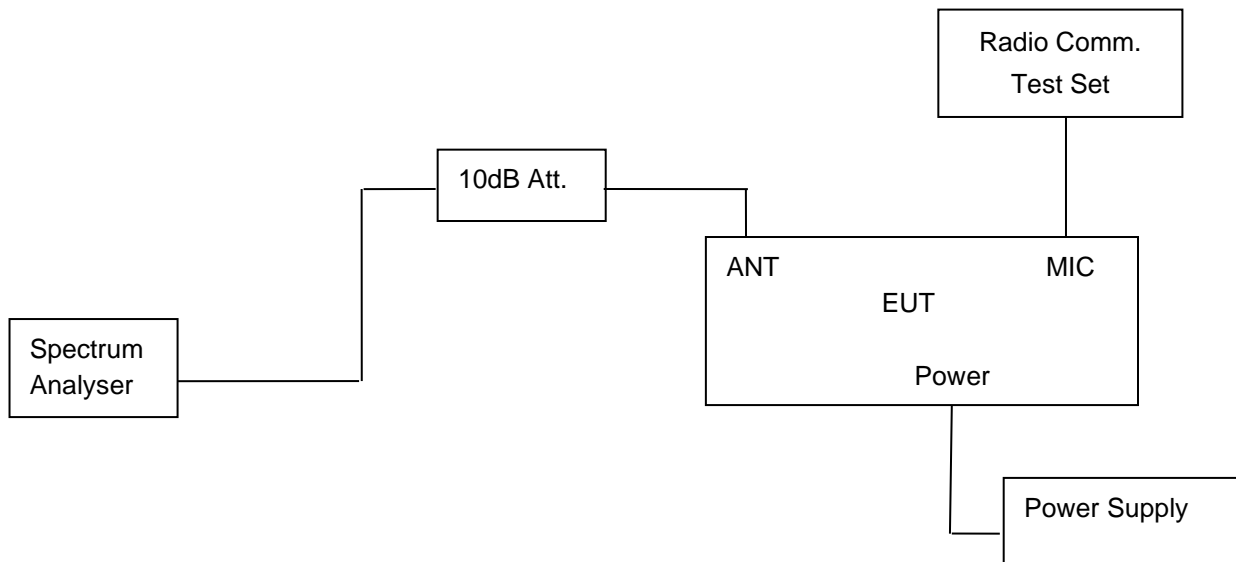 Radio Comm.
Test Set
10dB Att.
ANT
MIC
EUT
Spectrum
Analyser
Power
Power Supply